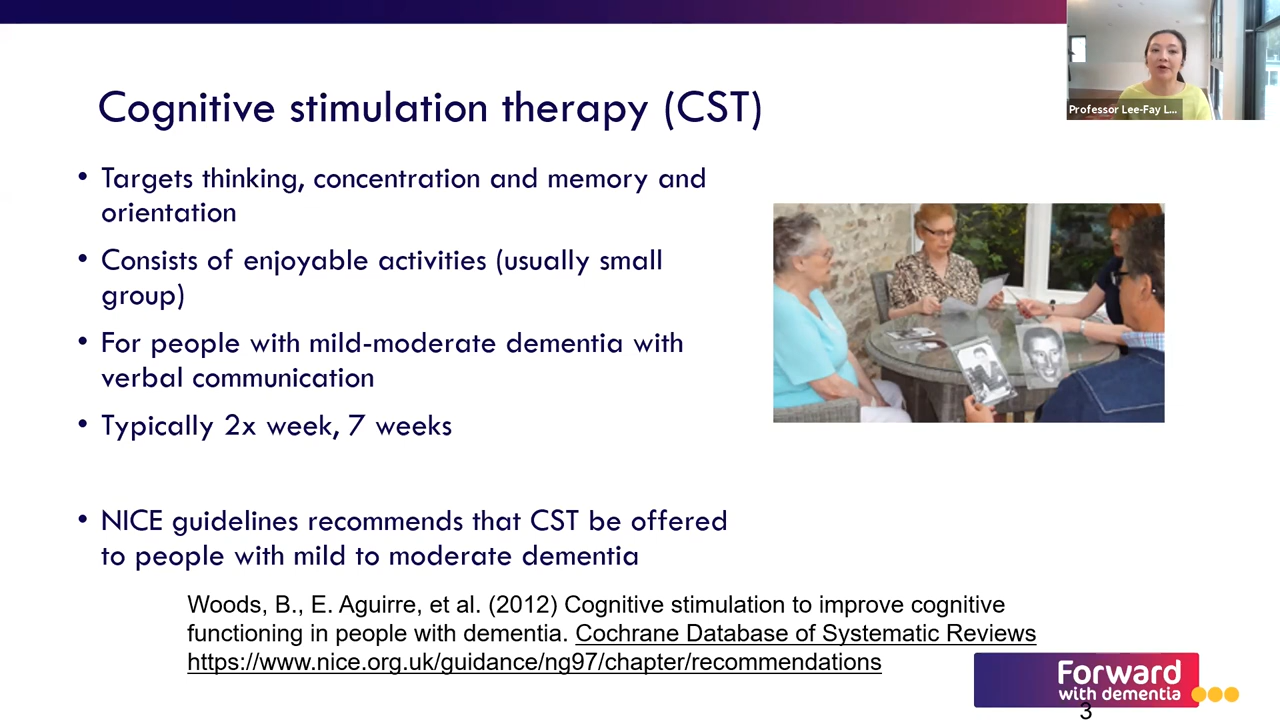 Professor Lee-Fay L...
Cognitive stimulation therapy (CST)
• Targets thinking, concentration and memory and
orientation
• Consists of enjoyable activities (usually small
group)
• For people with mild-moderate dementia with
verbal communication
• Typically 2x week, 7 weeks
• NICE guidelines recommends that CST be offered
to people with mild to moderate dementia
Woods, B., E. Aguirre, et al. (2012) Cognitive stimulation to improve cognitive
functioning in people with dementia. Cochrane Database of Systematic Reviews
https://www.nice.org.uk/guidance/ng97/chapter/recommendations
Forward
with dementia
3